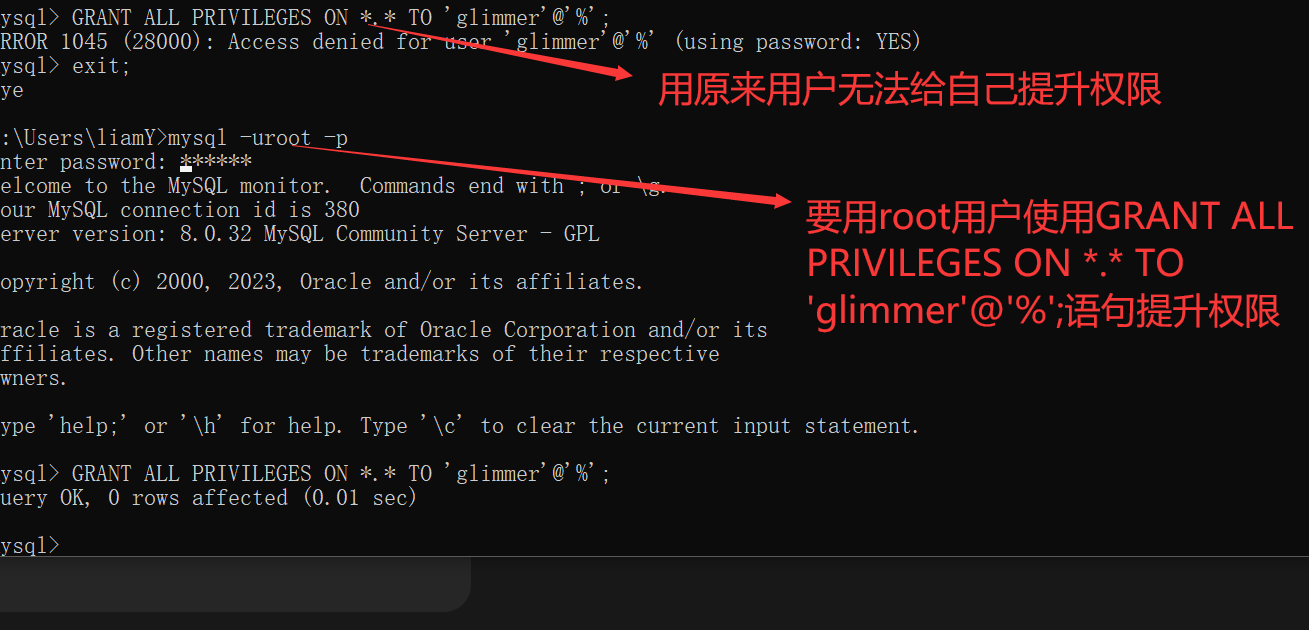 ysql> GRANT ALL PRIVILEGES ON *.* TO 'glimmer'@'%';
RROR 1045 (28000): Access denied for user 'glimmer'@'%' (using password: YES)
ysql> exit;
用原来用户无法给自己提升权限
ye
:\Users\liamY>mysql -uroot -p
nter password: ******
elcome to the MySQL monitor.  Commands end with ; or \g.
our MySQL connection id is 380
要用root用户使用GRANT ALL
PRIVILEGES ON *.* TO
'glimmer'@'%';语句提升权限
erver version: 8.0.32 MySQL Community Server - GPL
opyright (c) 2000, 2023, Oracle and/or its affiliates.
racle is a registered trademark of Oracle Corporation and/or its
ffiliates. Other names may be trademarks of their respective
wners.
ype 'help;' or '\h' for help. Type '\c' to clear the current input statement.
ysql> GRANT ALL PRIVILEGES ON *.* TO 'glimmer'@'%';
uery OK, 0 rows affected (0.01 sec)
ysql>